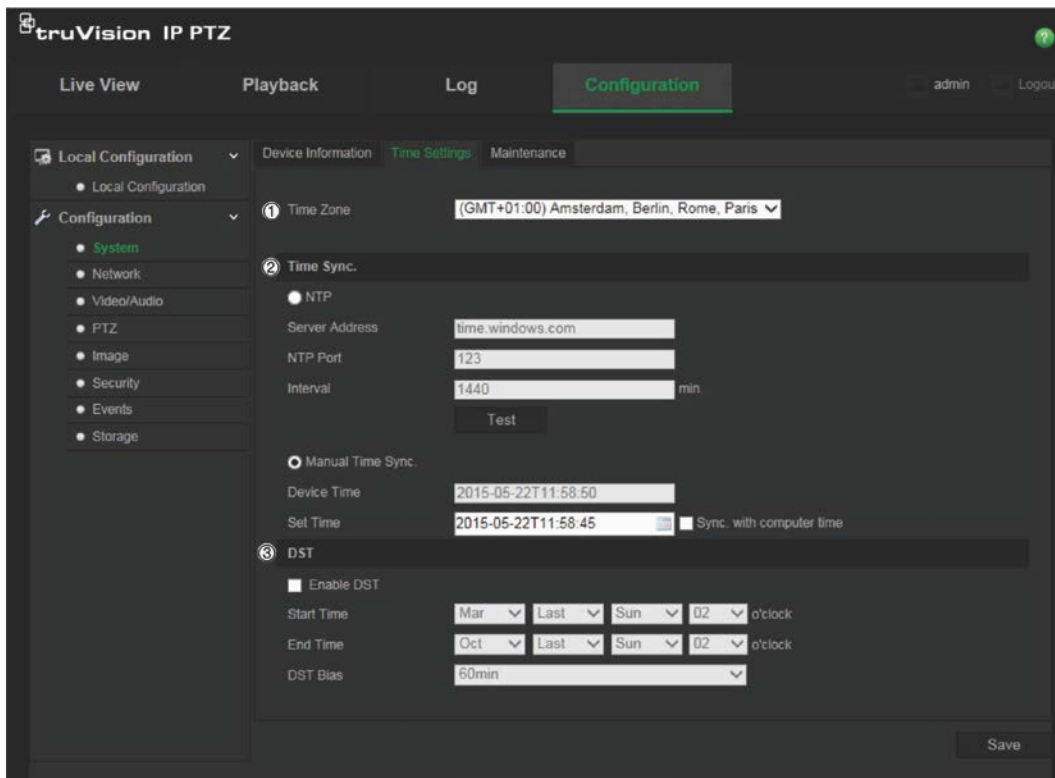 truVision IP PTZ
?
Live View Playback Log Configuration admin Logou
Local Configuration
Local Configuration
Configuration
System
Network
Video/Audio
PTZ
Image
Security
Events
Storage
Device Information Time Settings Maintenance
① Time Zone (GMT+01:00) Amsterdam, Berlin, Rome, Paris
② Time Sync.
NTP
Server Address time.windows.com
NTP Port 123
Interval 1440 min.
Test
Manual Time Sync.
Device Time 2015-05-22T11:58:50
Set Time 2015-05-22T11:58:45 Sync. with computer time
③ DST
Enable DST
Start Time Mar Last Sun 02 o'clock
End Time Oct Last Sun 02 o'clock
DST Bias 60min
Save